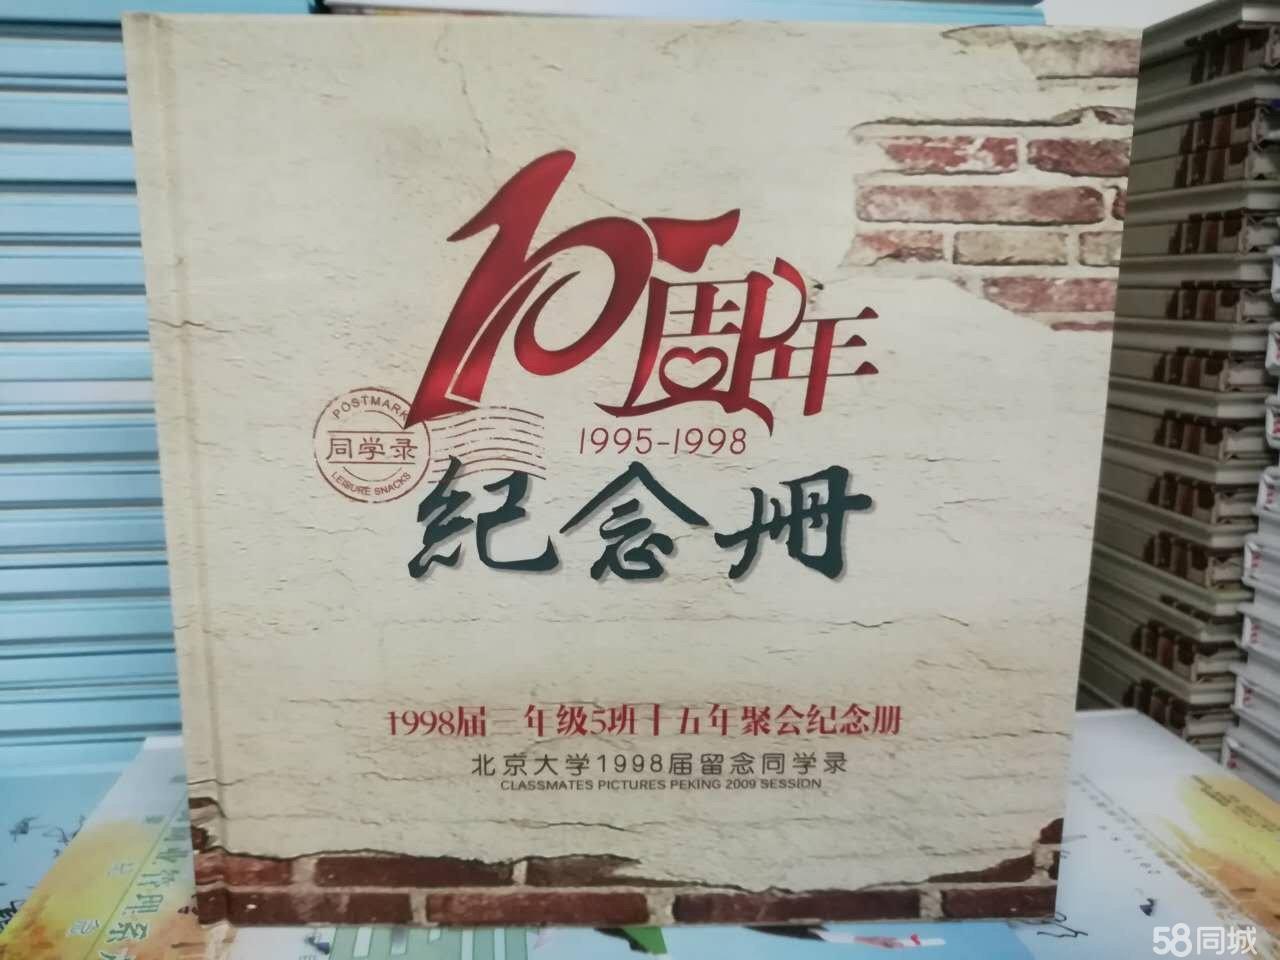 10周年
POSTMARK
同学录
LEISURE SNACKS
1995-1998
紀念册
1998届三年级5班十五年聚会纪念册
北京大学1998届留念同学录
CLASSMATES PICTURES PEKING 2009 SESSION
58同城